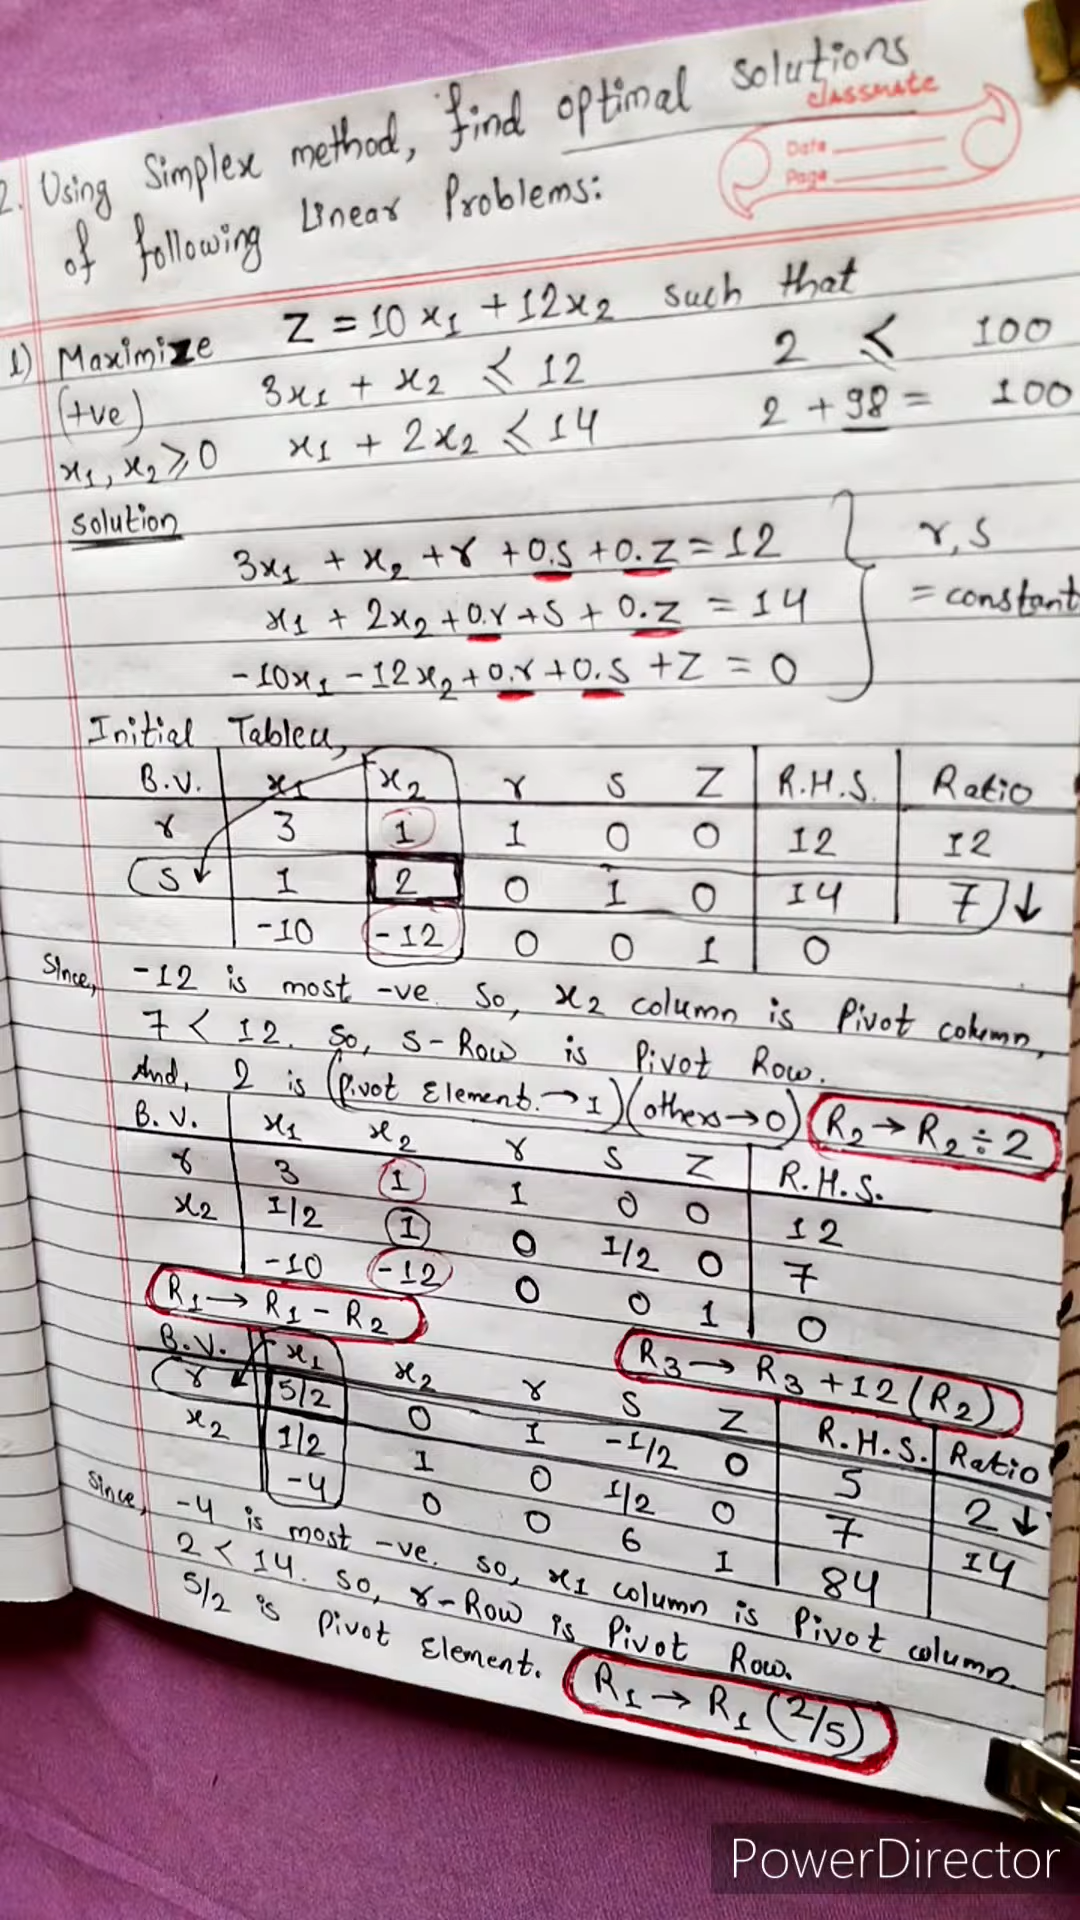 classmate
Date
Page
2. Using Simplex method, find optimal solutions
of following Linear Problems:
1) Maximize Z = 10x₁ + 12x₂ such that
(+ve) 3x₁ + x₂ ≤ 12 2 ≤ 100
x₁, x₂ ≥ 0 x₁ + 2x₂ ≤ 14 2 + 98 = 100
Solution
3x₁ + x₂ + r + 0.s + 0.z = 12 } r, s
x₁ + 2x₂ + 0.r + s + 0.z = 14 = constant
-10x₁ - 12x₂ + 0.r + 0.s + z = 0
Initial Tableu,
B.V. x₁ x₂ r s z R.H.S. Ratio
r 3 1 1 0 0 12 12
s 1 2 0 1 0 14 7 ↓
-10 -12 0 0 1 0
Since, -12 is most -ve. So, x₂ column is Pivot column,
7 < 12. So, s-Row is Pivot Row.
And, 2 is (Pivot Element. → 1) (others → 0) R₂ → R₂ ÷ 2
B.V. x₁ x₂ r s z R.H.S.
r 3 1 1 0 0 12
x₂ 1/2 1 0 1/2 0 7
-10 -12 0 0 1 0
R₁ → R₁ - R₂ R₃ → R₃ + 12 (R₂)
B.V. x₁ x₂ r s z R.H.S. Ratio
r 5/2 0 1 -1/2 0 5 2 ↓
x₂ 1/2 1 0 1/2 0 7 14
-4 0 0 6 1 84
Since, -4 is most -ve. so, x₁ column is Pivot column
2 < 14. So, r-Row is Pivot Row.
5/2 is Pivot Element. R₁ → R₁ (2/5)
PowerDirector